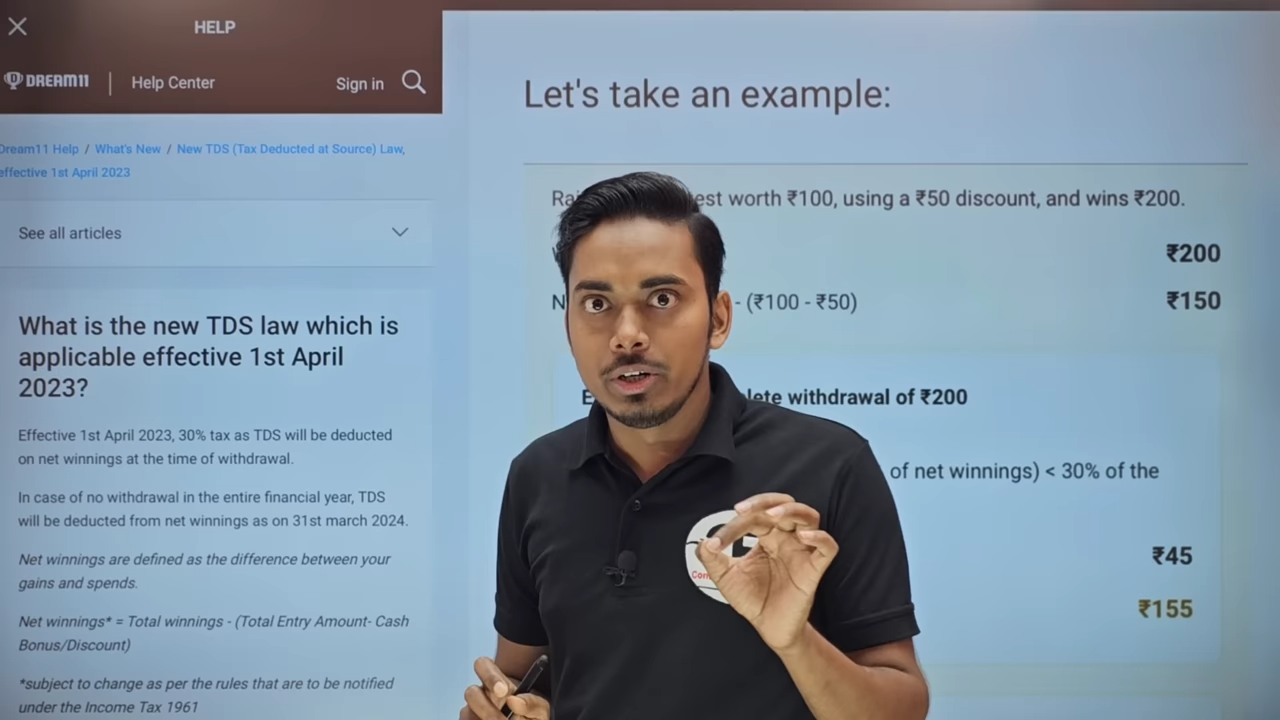 HELP
DREAM11
Help Center
Sign in
Dream11 Help / What's New / New TDS (Tax Deducted at Source) Law,
effective 1st April 2023
See all articles
What is the new TDS law which is
applicable effective 1st April
2023?
Effective 1st April 2023, 30% tax as TDS will be deducted
on net winnings at the time of withdrawal.
In case of no withdrawal in the entire financial year, TDS
will be deducted from net winnings as on 31st march 2024.
Net winnings are defined as the difference between your
gains and spends.
Net winnings* = Total winnings - (Total Entry Amount- Cash
Bonus/Discount)
*subject to change as per the rules that are to be notified
under the Income Tax 1961
Let's take an example:
worth ₹100, using a ₹50 discount, and wins ₹200.
₹200
- (₹100 - ₹50)
₹150
withdrawal of ₹200
of net winnings) < 30% of the
₹45
₹155